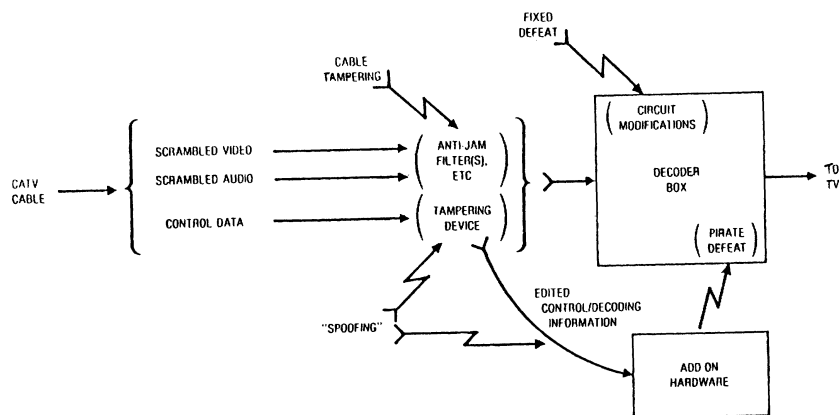 FIXED
DEFEAT
CABLE
TAMPERING
CIRCUIT
MODIFICATIONS
SCRAMBLED VIDEO
ANTI-JAM
FILTER(S),
ETC
DECODER
BOX
SCRAMBLED AUDIO
CATV
CABLE
TO
TV
CONTROL DATA
TAMPERING
DEVICE
PIRATE
DEFEAT
EDITED
CONTROL/DECODING
INFORMATION
"SPOOFING"
ADD ON
HARDWARE